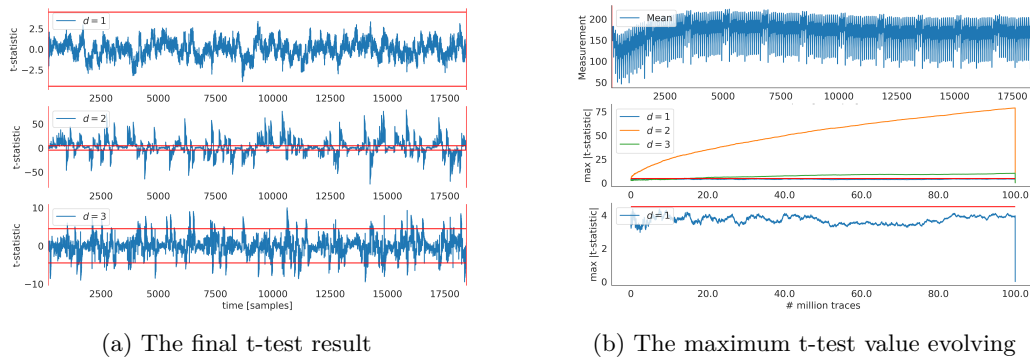 2.5
0.0
−2.5
t-statistic
d = 1
2500 5000 7500 10000 12500 15000 17500
50
0
−50
t-statistic
d = 2
2500 5000 7500 10000 12500 15000 17500
10
5
0
−5
−10
t-statistic
d = 3
2500 5000 7500 10000 12500 15000 17500
time [samples]
(a) The final t-test result
200
150
100
50
Measurement
Mean
2500 5000 7500 10000 12500 15000 17500
75
50
25
0
max |t-statistic|
d = 1
d = 2
d = 3
0 20.0 40.0 60.0 80.0 100.0
4
2
0
max |t-statistic|
d = 1
0 20.0 40.0 60.0 80.0 100.0
# million traces
(b) The maximum t-test value evolving